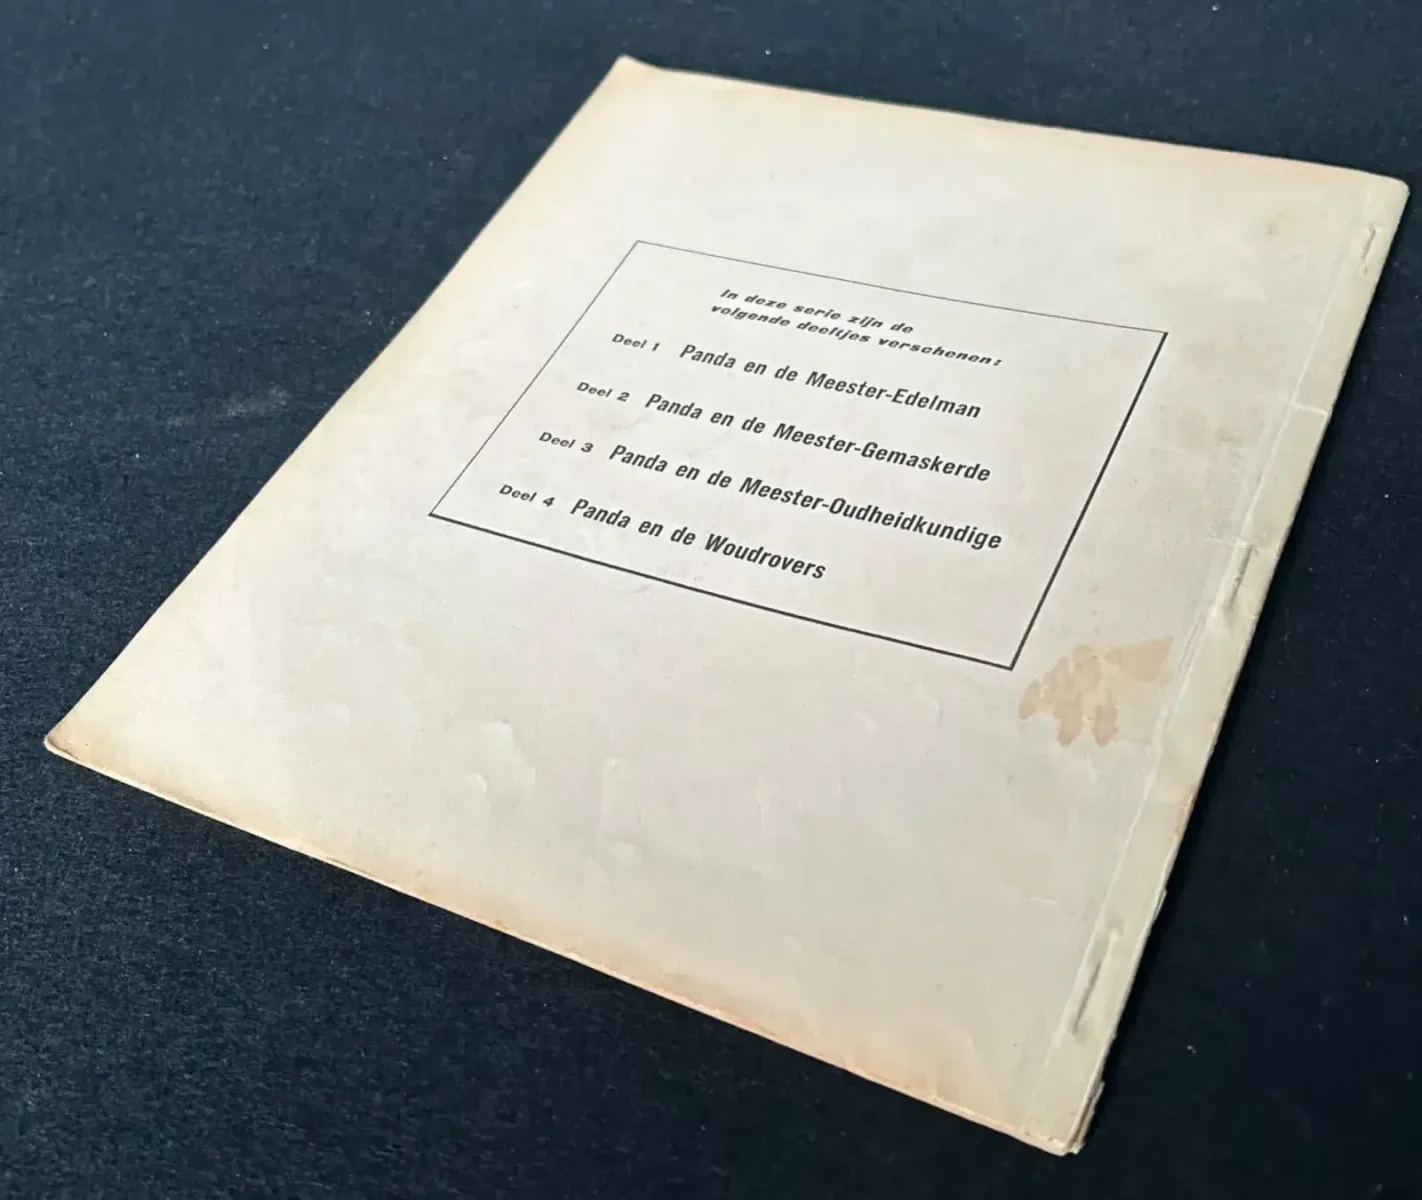 In deze serie zijn de
volgende deeltjes verschenen:
Deel 1 Panda en de Meester-Edelman
Deel 2 Panda en de Meester-Gemaskerde
Deel 3 Panda en de Meester-Oudheidkundige
Deel 4 Panda en de Woudrovers